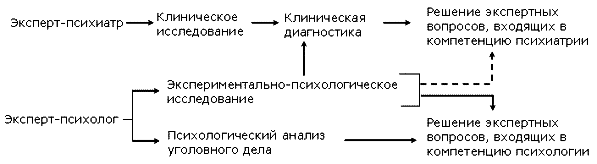 Эксперт-психиатр
Клиническое
исследование
Клиническая
диагностика
Решение экспертных
вопросов, входящих в
компетенцию психиатрии
Экспериментально-психологическое
исследование
Эксперт-психолог
Психологический анализ
уголовного дела
Решение экспертных
вопросов, входящих в
компетенцию психологии